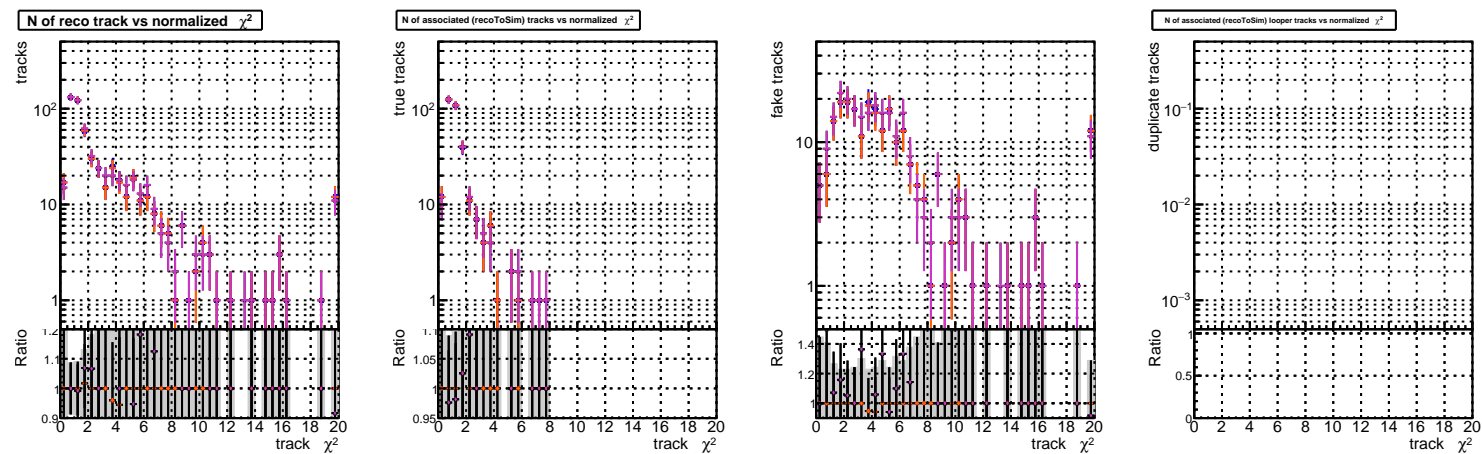 N of reco track vs normalized χ²
tracks
10²
10
1
Ratio
1.2
1.1
1
0.9
0 2 4 6 8 10 12 14 16 18 20
track χ²
N of associated (recoToSim) tracks vs normalized χ²
true tracks
10²
10
1
Ratio
1.1
1.05
1
0.95
0 2 4 6 8 10 12 14 16 18 20
track χ²
fake tracks
10
1
Ratio
1.4
1.2
1
0 2 4 6 8 10 12 14 16 18 20
track χ²
N of associated (recoToSim) looper tracks vs normalized χ²
duplicate tracks
10⁻¹
10⁻²
10⁻³
Ratio
1
0.5
0
0 2 4 6 8 10 12 14 16 18 20
track χ²